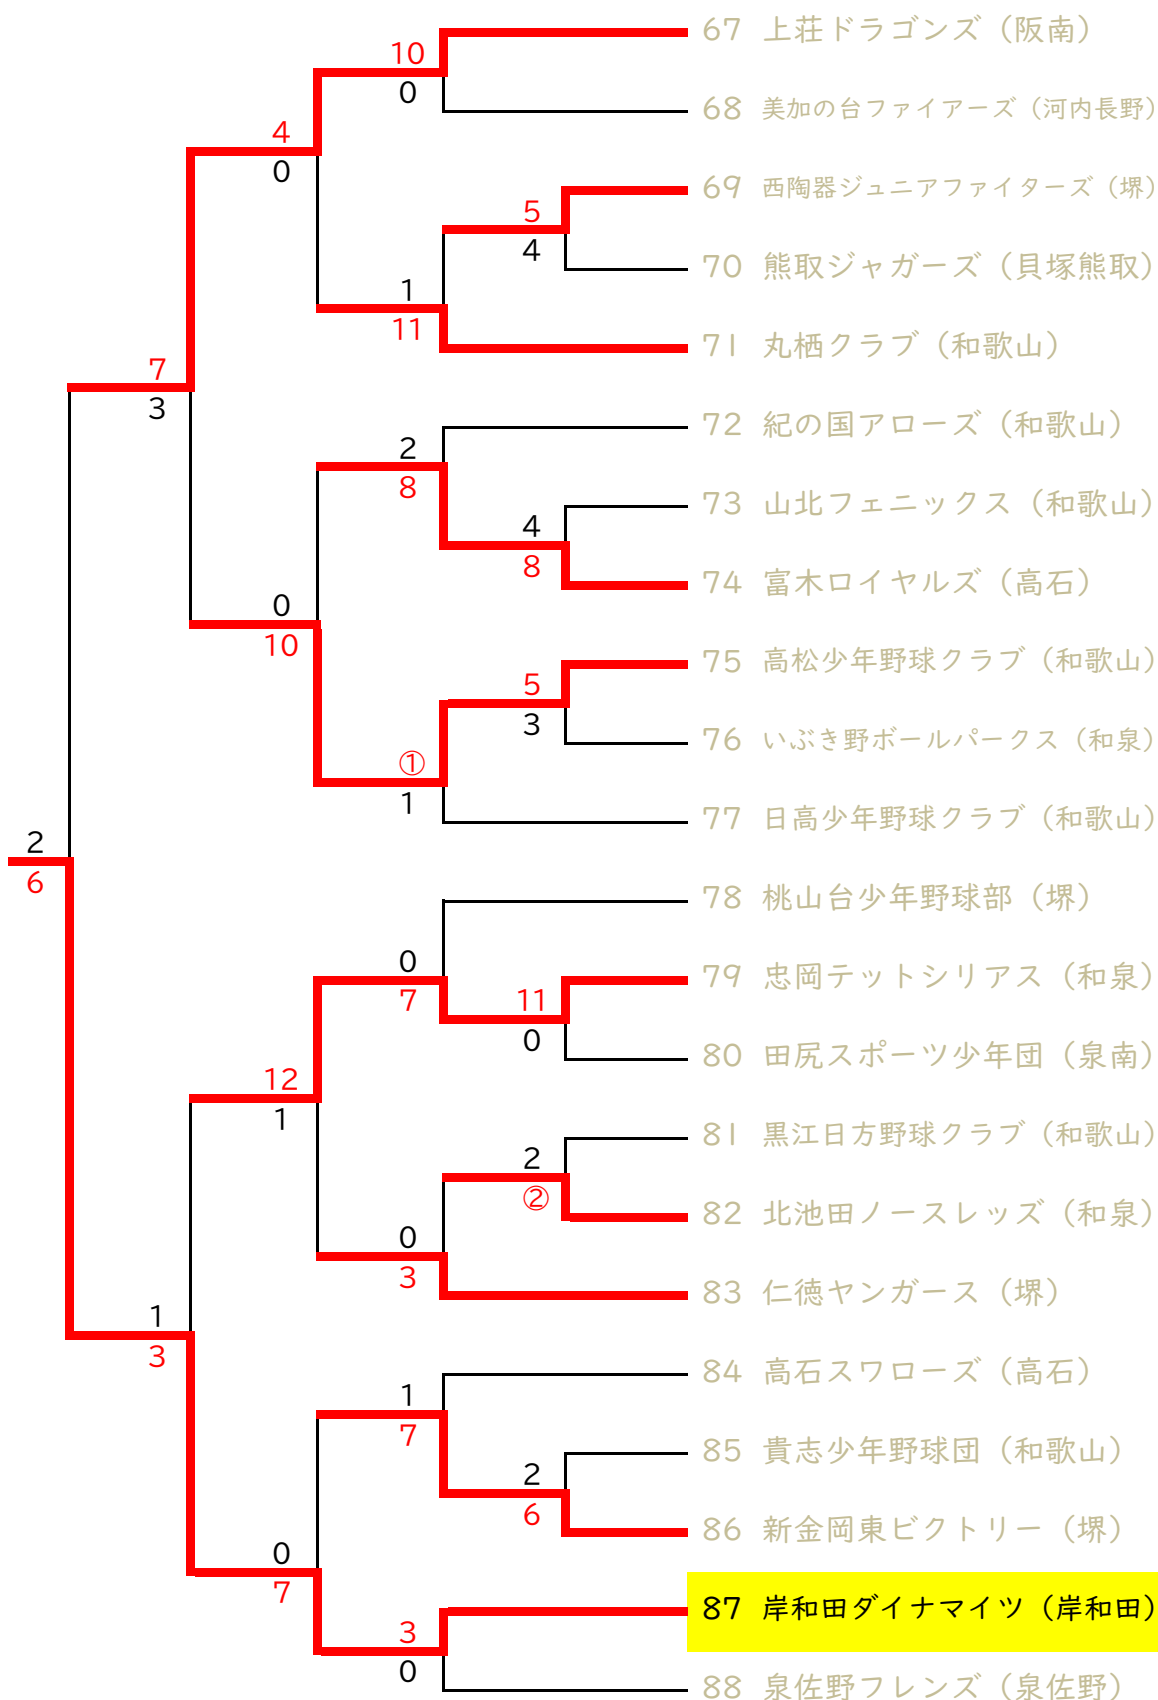 67 上荘ドラゴンズ（阪南）
10
0
68 美加の台ファイアーズ（河内長野）
4
0
69 西陶器ジュニアファイターズ（堺）
5
4
70 熊取ジャガーズ（貝塚熊取）
1
11
71 丸栖クラブ（和歌山）
7
3
72 紀の国アローズ（和歌山）
2
8
73 山北フェニックス（和歌山）
4
8
74 富木ロイヤルズ（高石）
0
10
75 高松少年野球クラブ（和歌山）
5
3
76 いぶき野ボールパークス（和泉）
①
1
77 日高少年野球クラブ（和歌山）
2
6
78 桃山台少年野球部（堺）
0
7
79 忠岡テットシリアス（和泉）
11
0
80 田尻スポーツ少年団（泉南）
12
1
81 黒江日方野球クラブ（和歌山）
2
②
82 北池田ノースレッズ（和泉）
0
3
83 仁徳ヤンガース（堺）
1
3
84 高石スワローズ（高石）
1
7
85 貴志少年野球団（和歌山）
2
6
86 新金岡東ビクトリー（堺）
0
7
87 岸和田ダイナマイツ（岸和田）
3
0
88 泉佐野フレンズ（泉佐野）